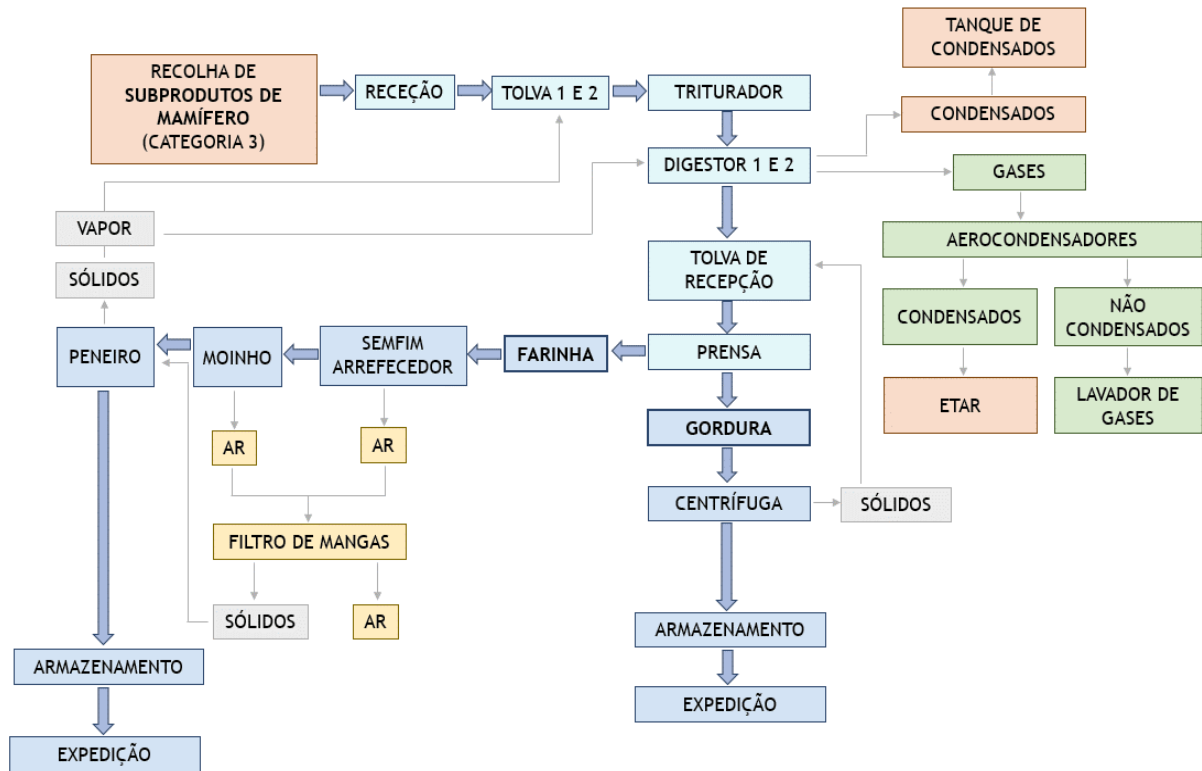 TANQUE DE
CONDENSADOS
RECOLHA DE
SUBPRODUTOS DE
MAMÍFERO
(CATEGORIA 3)
RECEÇÃO
TOLVA 1 E 2
TRITURADOR
CONDENSADOS
DIGESTOR 1 E 2
GASES
VAPOR
AEROCONDENSADORES
TOLVA DE
RECEPÇÃO
SÓLIDOS
CONDENSADOS
NÃO
CONDENSADOS
PENEIRO
MOINHO
SEMFIM
ARREFECEDOR
FARINHA
PRENSA
ETAR
LAVADOR DE
GASES
GORDURA
AR
AR
CENTRÍFUGA
SÓLIDOS
FILTRO DE MANGAS
SÓLIDOS
AR
ARMAZENAMENTO
ARMAZENAMENTO
EXPEDIÇÃO
EXPEDIÇÃO